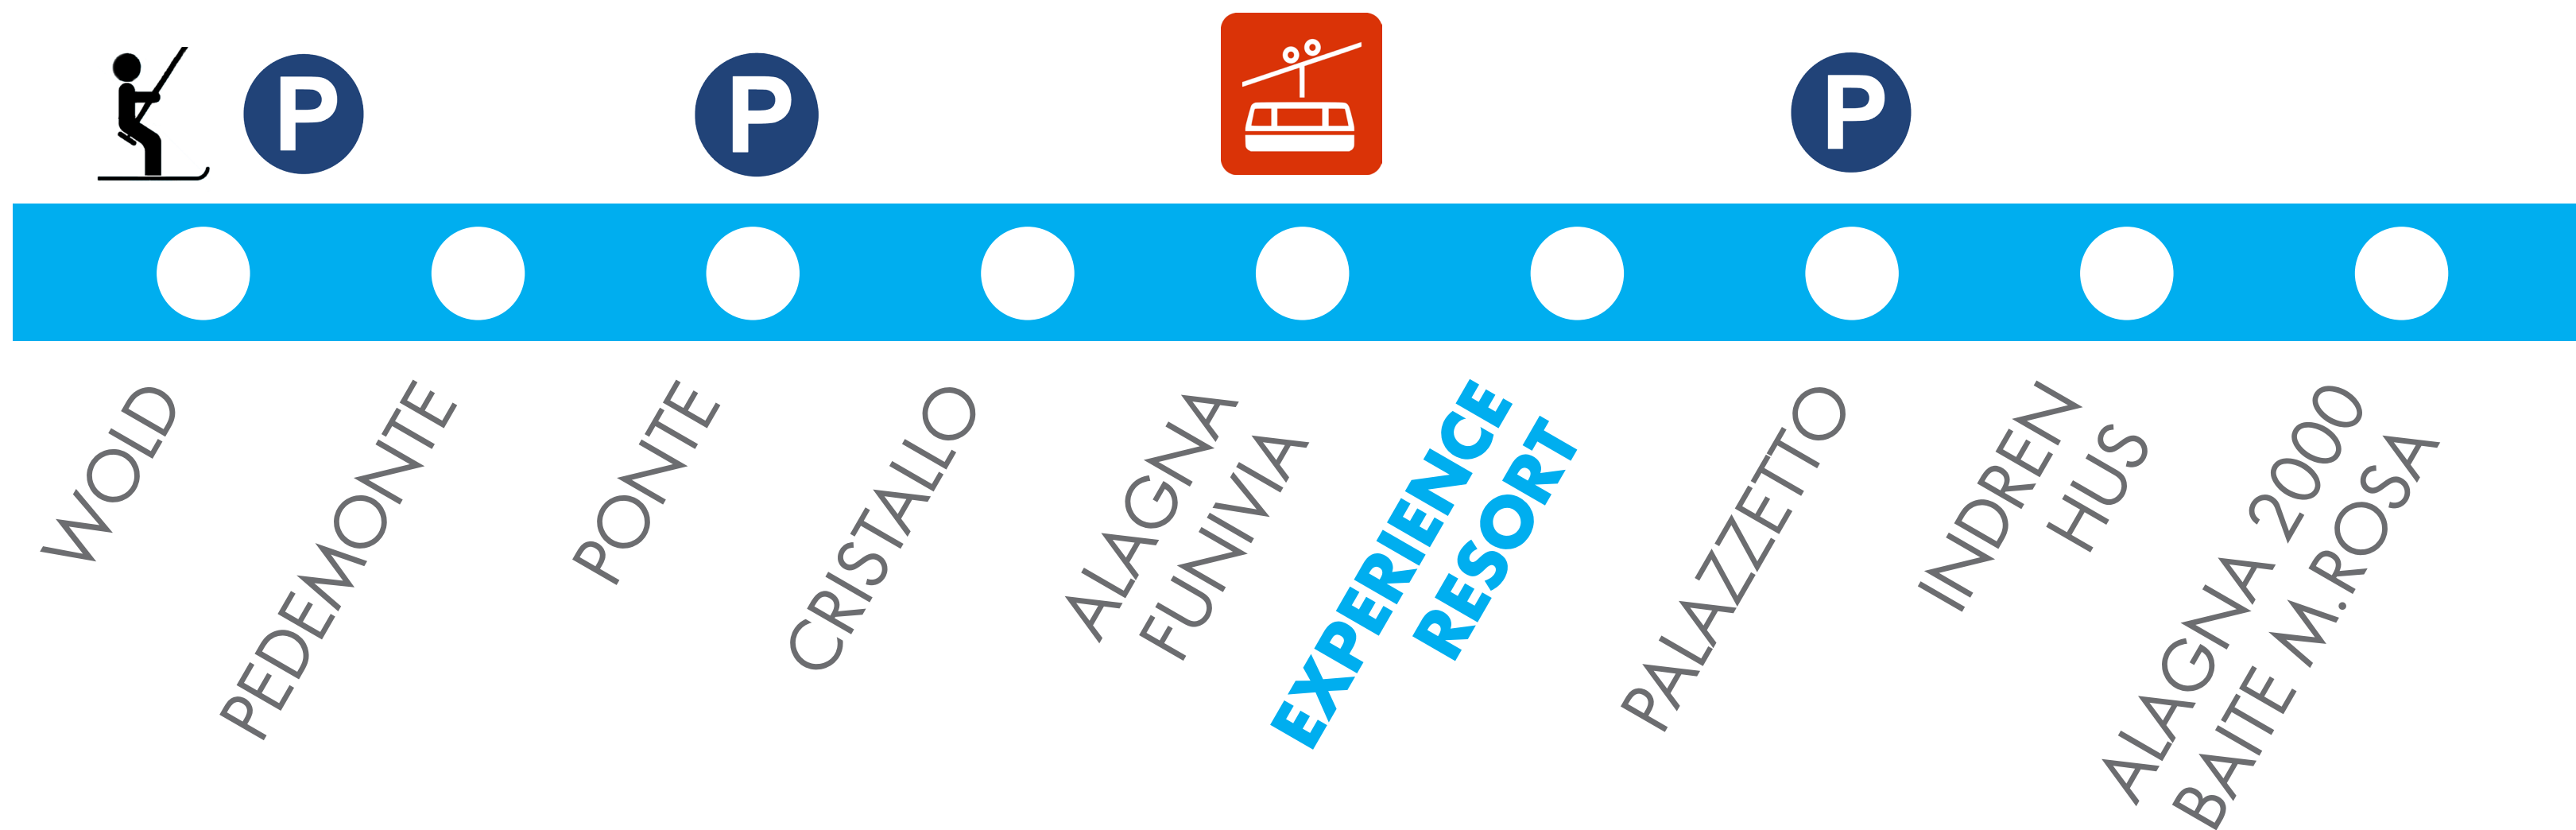 P
P
P
WOLD
PEDEMONTE
PONTE
CRISTALLO
ALAGNA
FUNIVIA
EXPERIENCE
RESORT
PALAZZETTO
INDREN
HUS
ALAGNA 2000
BAITE M.ROSA